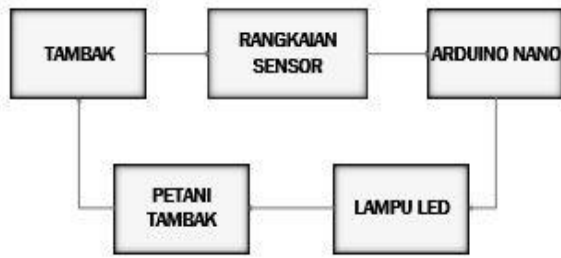 TAMBAK
RANGKAIAN
SENSOR
ARDUINO NANO
PETANI
TAMBAK
LAMPU LED